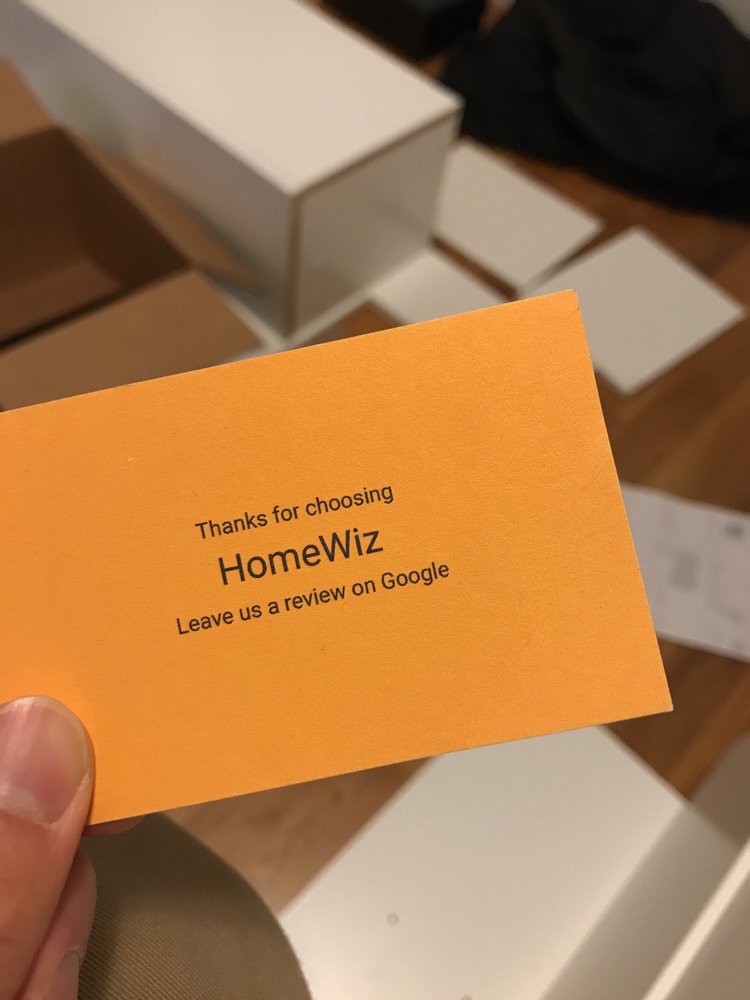 Thanks for choosing
HomeWiz
Leave us a review on Google